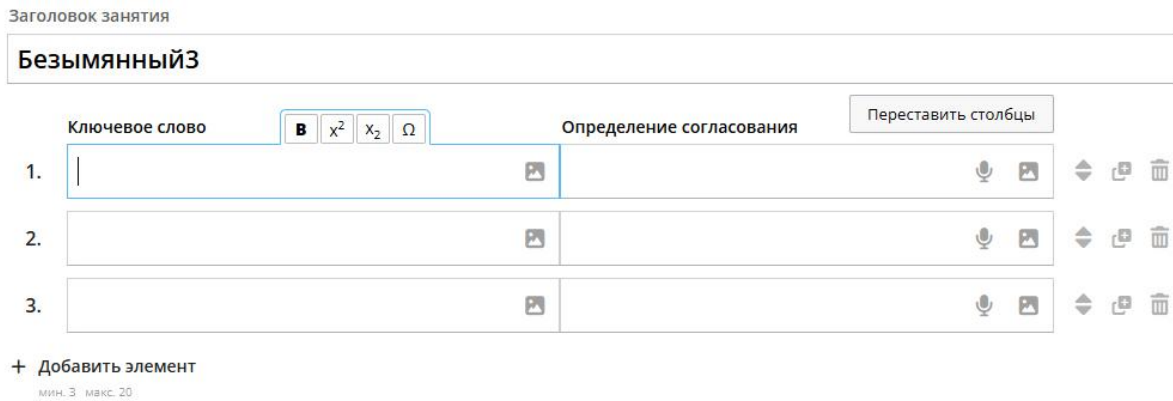 Заголовок занятия
Безымянный3
Ключевое слово B x² x₂ Ω Определение согласования Переставить столбцы
1.
2.
3.
+ Добавить элемент
мин. 3 макс. 20